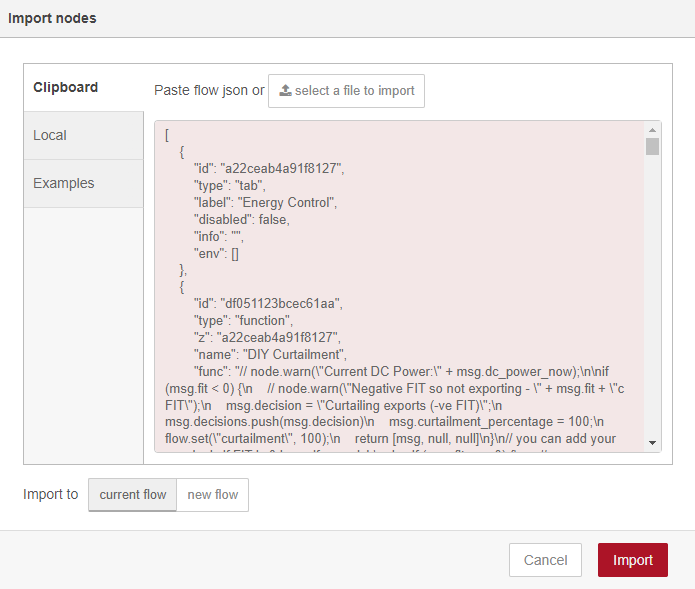 Import nodes
Clipboard
Paste flow json or select a file to import
Local
Examples
[
{
"id": "a22ceab4a91f8127",
"type": "tab",
"label": "Energy Control",
"disabled": false,
"info": "",
"env": []
},
{
"id": "df051123bcec61aa",
"type": "function",
"z": "a22ceab4a91f8127",
"name": "DIY Curtailment",
"func": "// node.warn(\"Current DC Power:\" + msg.dc_power_now);\n\nif
(msg.fit < 0) {\n    // node.warn(\"Negative FIT so not exporting - \" + msg.fit + \"c
FIT\");\n    msg.decision = \"Curtailing exports (-ve FIT)\";\n
msg.decisions.push(msg.decision)\n    msg.curtailment_percentage = 100;\n
flow.set(\"curtailment\", 100);\n    return [msg, null, null]\n}\n// you can add your
Import to current flow new flow
Cancel Import